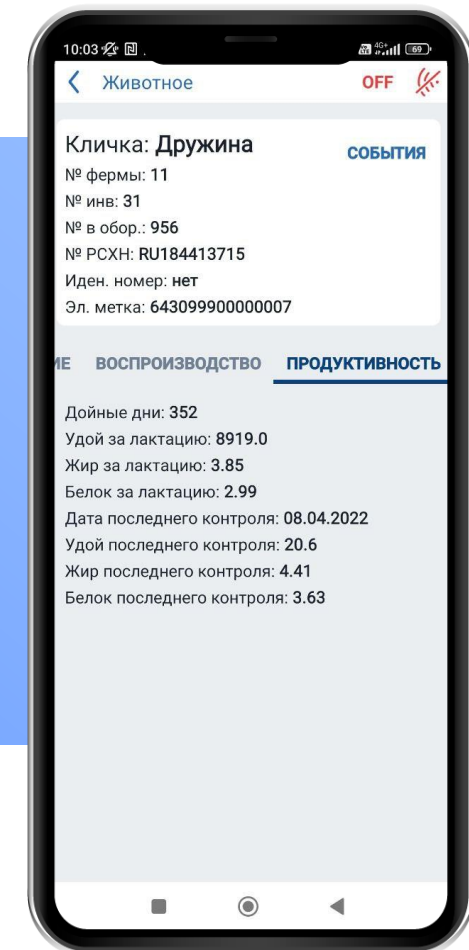 10:03
4G+
69
Животное
OFF
Кличка: Дружина
СОБЫТИЯ
№ фермы: 11
№ инв: 31
№ в обор.: 956
№ РСХН: RU184413715
Иден. номер: нет
Эл. метка: 643099900000007
ИЕ ВОСПРОИЗВОДСТВО ПРОДУКТИВНОСТЬ
Дойные дни: 352
Удой за лактацию: 8919.0
Жир за лактацию: 3.85
Белок за лактацию: 2.99
Дата последнего контроля: 08.04.2022
Удой последнего контроля: 20.6
Жир последнего контроля: 4.41
Белок последнего контроля: 3.63